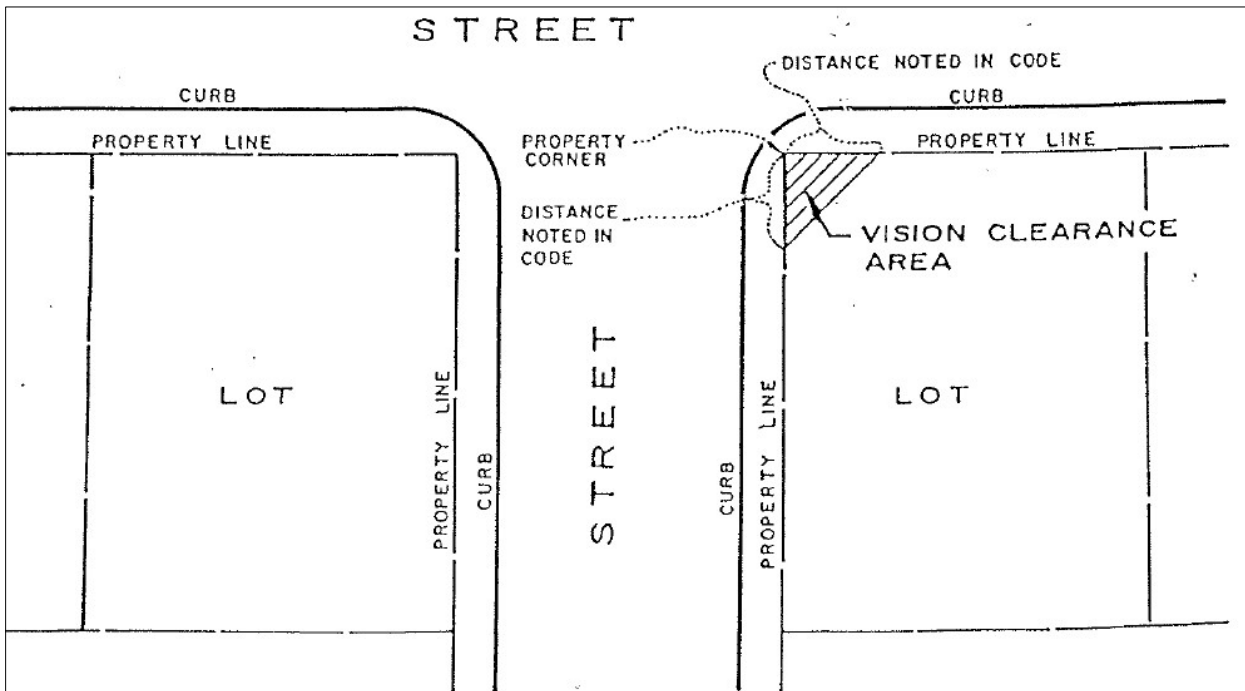 STREET
DISTANCE NOTED IN CODE
CURB
CURB
PROPERTY LINE
PROPERTY
CORNER
PROPERTY LINE
DISTANCE
NOTED IN
CODE
VISION CLEARANCE
AREA
LOT
LOT
PROPERTY LINE
CURB
STREET
CURB
PROPERTY LINE